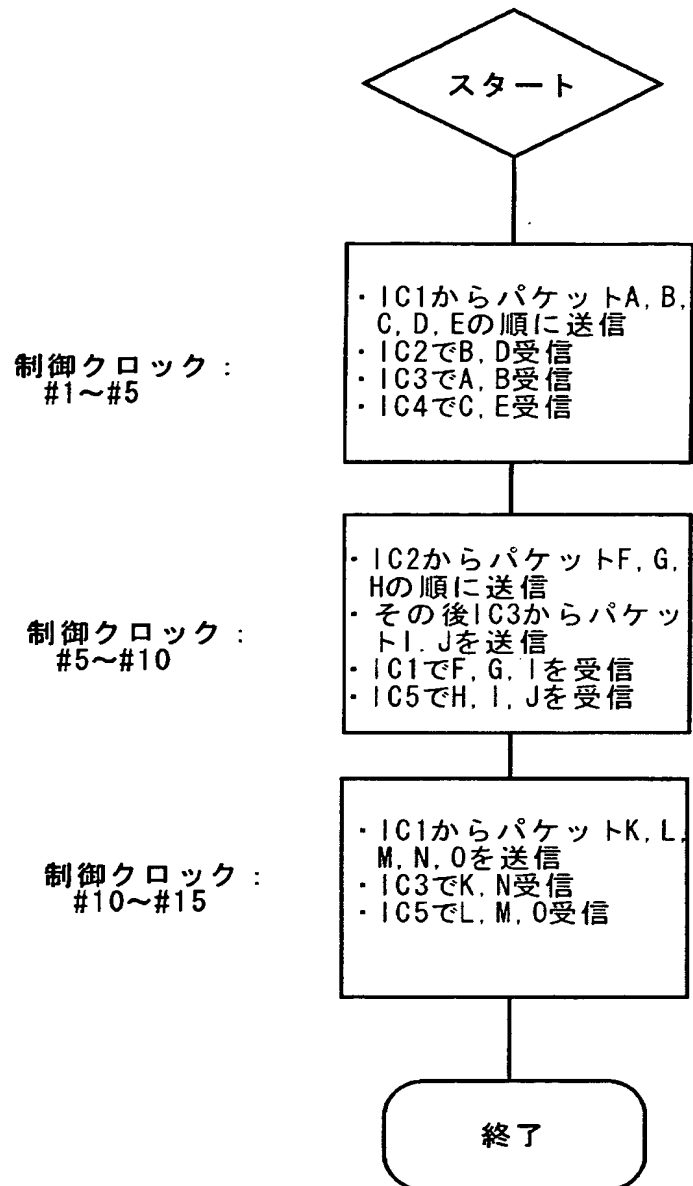 スタート
制御クロック：
#1~#5
・IC1からパケットA, B,
C, D, Eの順に送信
・IC2でB, D受信
・IC3でA, B受信
・IC4でC, E受信
制御クロック：
#5~#10
・IC2からパケットF, G,
Hの順に送信
・その後IC3からパケッ
トI. Jを送信
・IC1でF, G, Iを受信
・IC5でH, I, Jを受信
制御クロック：
#10~#15
・IC1からパケットK, L,
M, N, Oを送信
・IC3でK, N受信
・IC5でL, M, O受信
終了